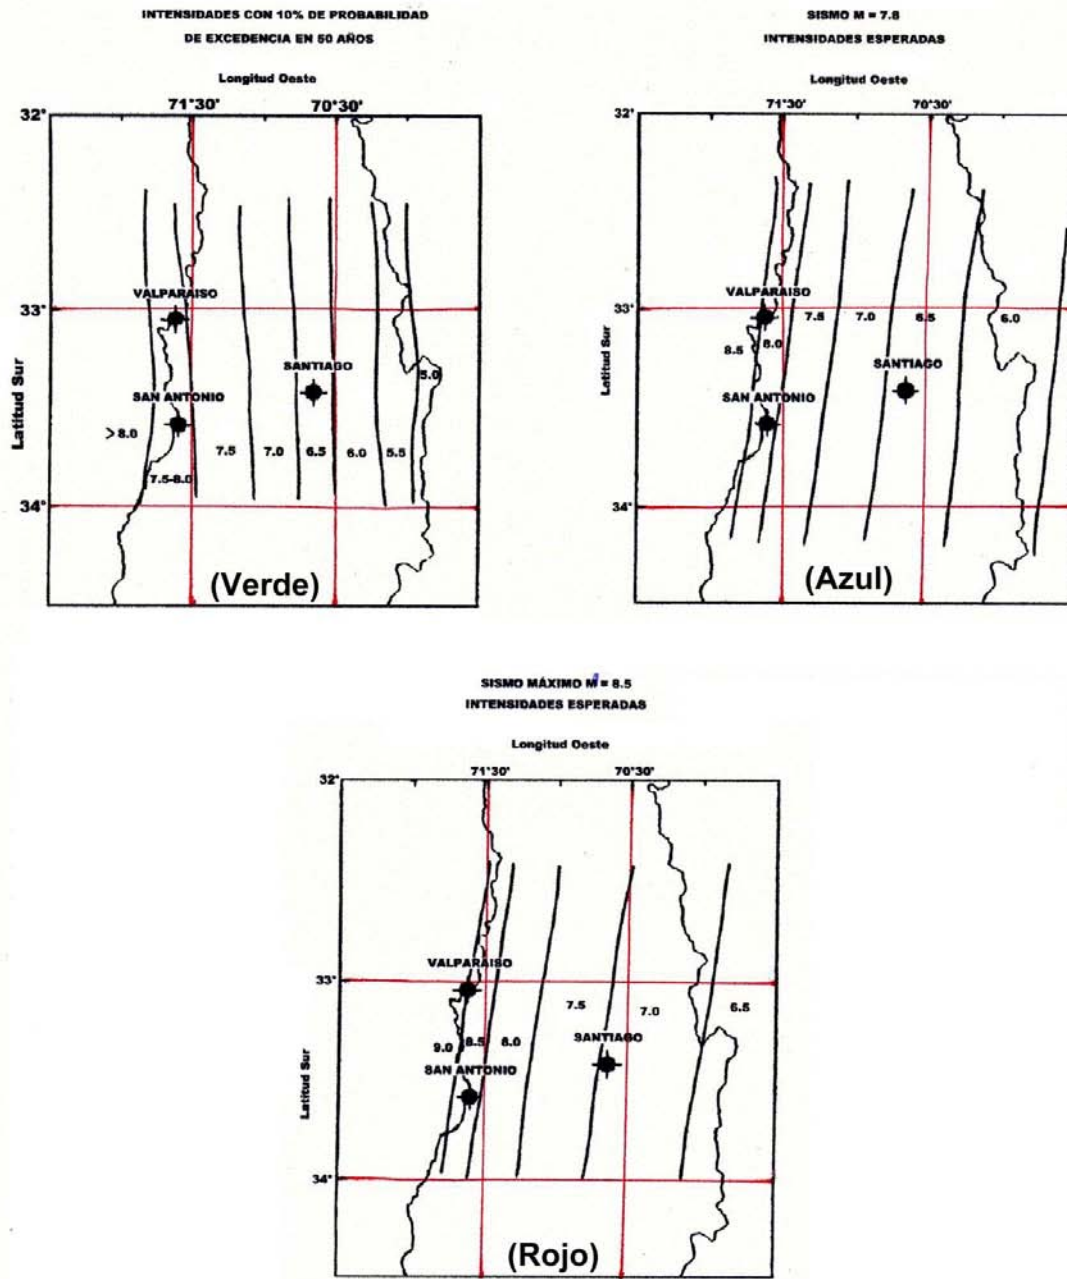 INTENSIDADES CON 10% DE PROBABILIDAD
DE EXCEDENCIA EN 50 AÑOS
Longitud Oeste
71°30'
70°30'
32°
33°
34°
Latitud Sur
VALPARAISO
SANTIAGO
SAN ANTONIO
>8.0
7.5-8.0
7.5
7.0
6.5
6.0
5.5
5.0
(Verde)
SISMO M = 7.8
INTENSIDADES ESPERADAS
Longitud Oeste
71°30'
70°30'
32°
33°
34°
Latitud Sur
VALPARAISO
SANTIAGO
SAN ANTONIO
8.5
8.0
7.5
7.0
6.5
6.0
(Azul)
SISMO MÁXIMO M = 8.5
INTENSIDADES ESPERADAS
Longitud Oeste
71°30'
70°30'
32°
33°
34°
Latitud Sur
VALPARAISO
SANTIAGO
SAN ANTONIO
9.0
8.5
8.0
7.5
7.0
6.5
(Rojo)